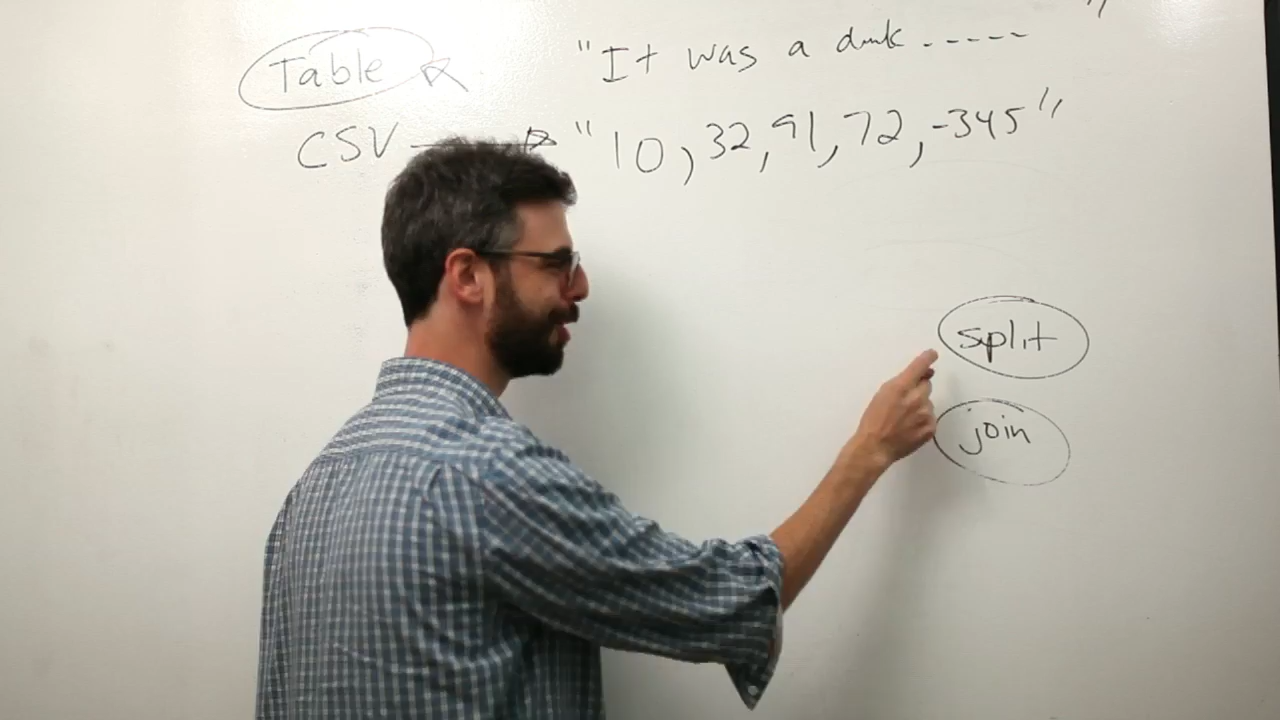 Table
"It was a dark ----- "
CSV → "10, 32, 91, 72, -345"
split
join